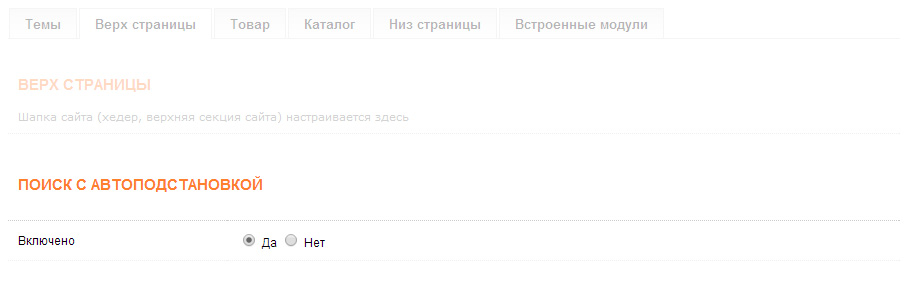 Темы Верх страницы Товар Каталог Низ страницы Встроенные модули
ВЕРХ СТРАНИЦЫ
Шапка сайта (хедер, верхняя секция сайта) настраивается здесь
ПОИСК С АВТОПОДСТАНОВКОЙ
Включено Да Нет